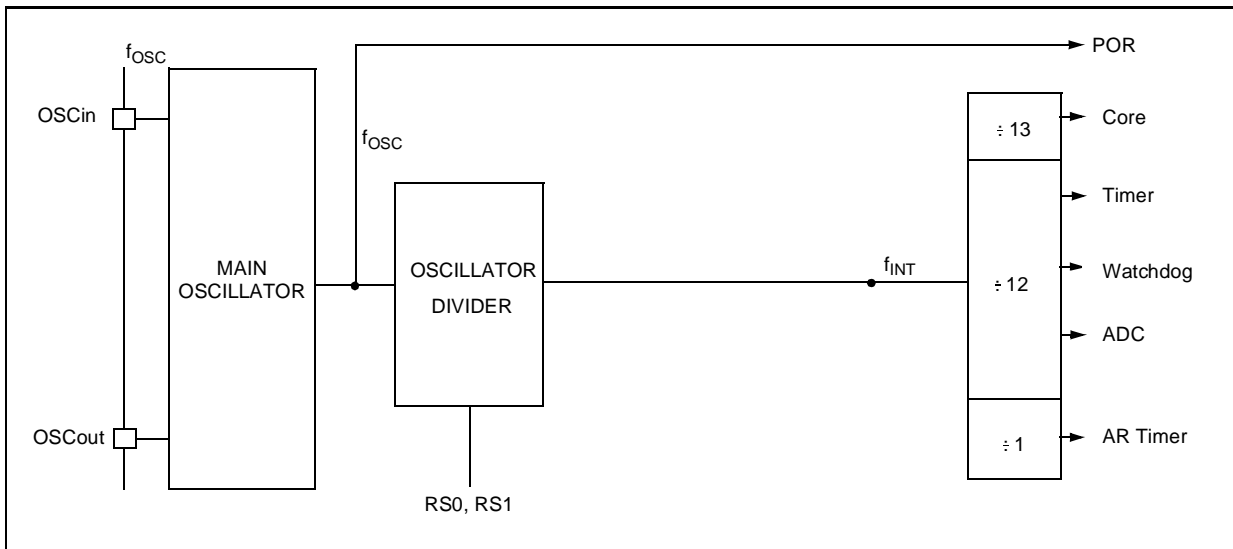 fOSC
POR
OSCin
Core
÷ 13
fOSC
Timer
MAIN
OSCILLATOR
OSCILLATOR
DIVIDER
fINT
Watchdog
÷ 12
ADC
OSCout
AR Timer
÷ 1
RS0, RS1